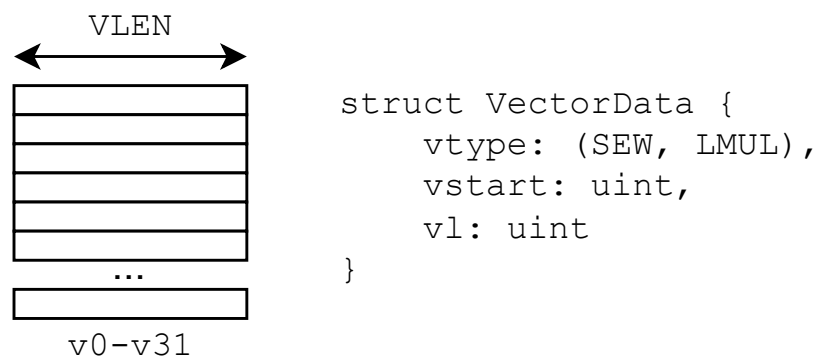 VLEN
...
v0-v31
struct VectorData {
    vtype: (SEW, LMUL),
    vstart: uint,
    vl: uint
}